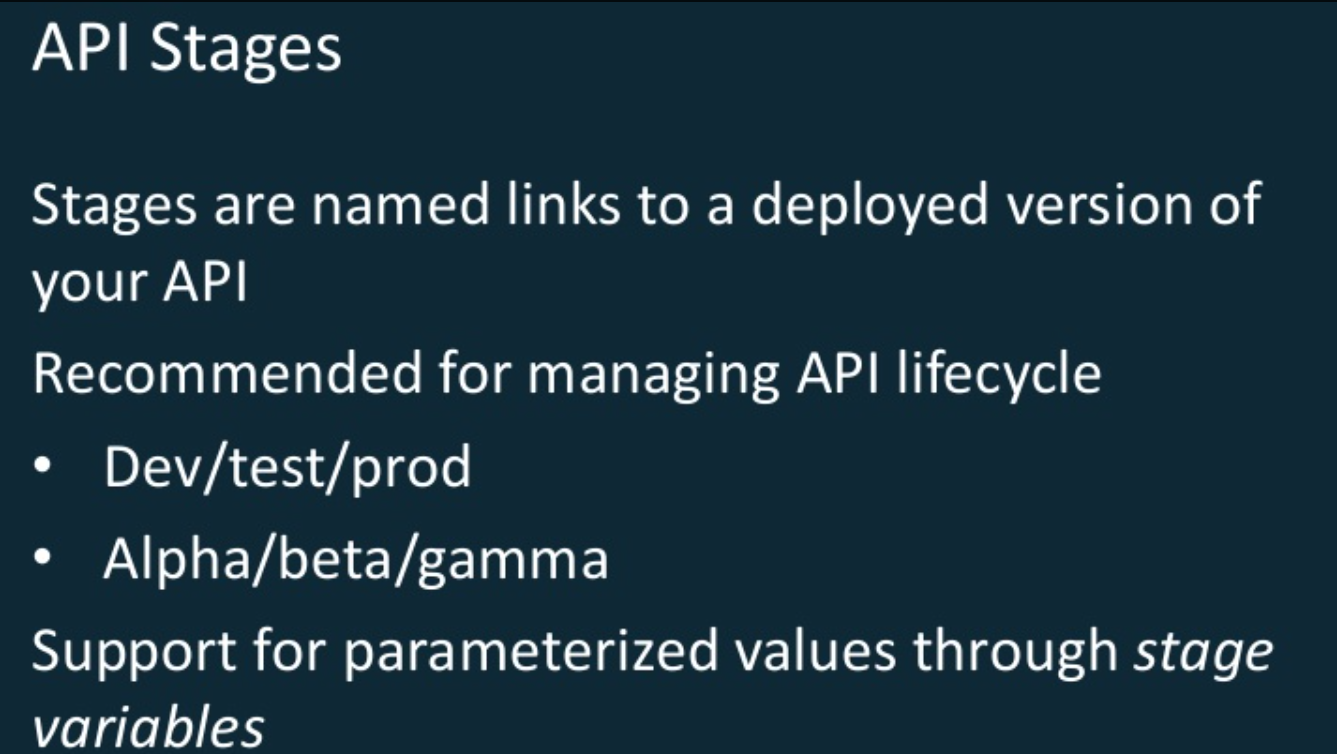 API Stages
Stages are named links to a deployed version of
your API
Recommended for managing API lifecycle
• Dev/test/prod
• Alpha/beta/gamma
Support for parameterized values through stage
variables